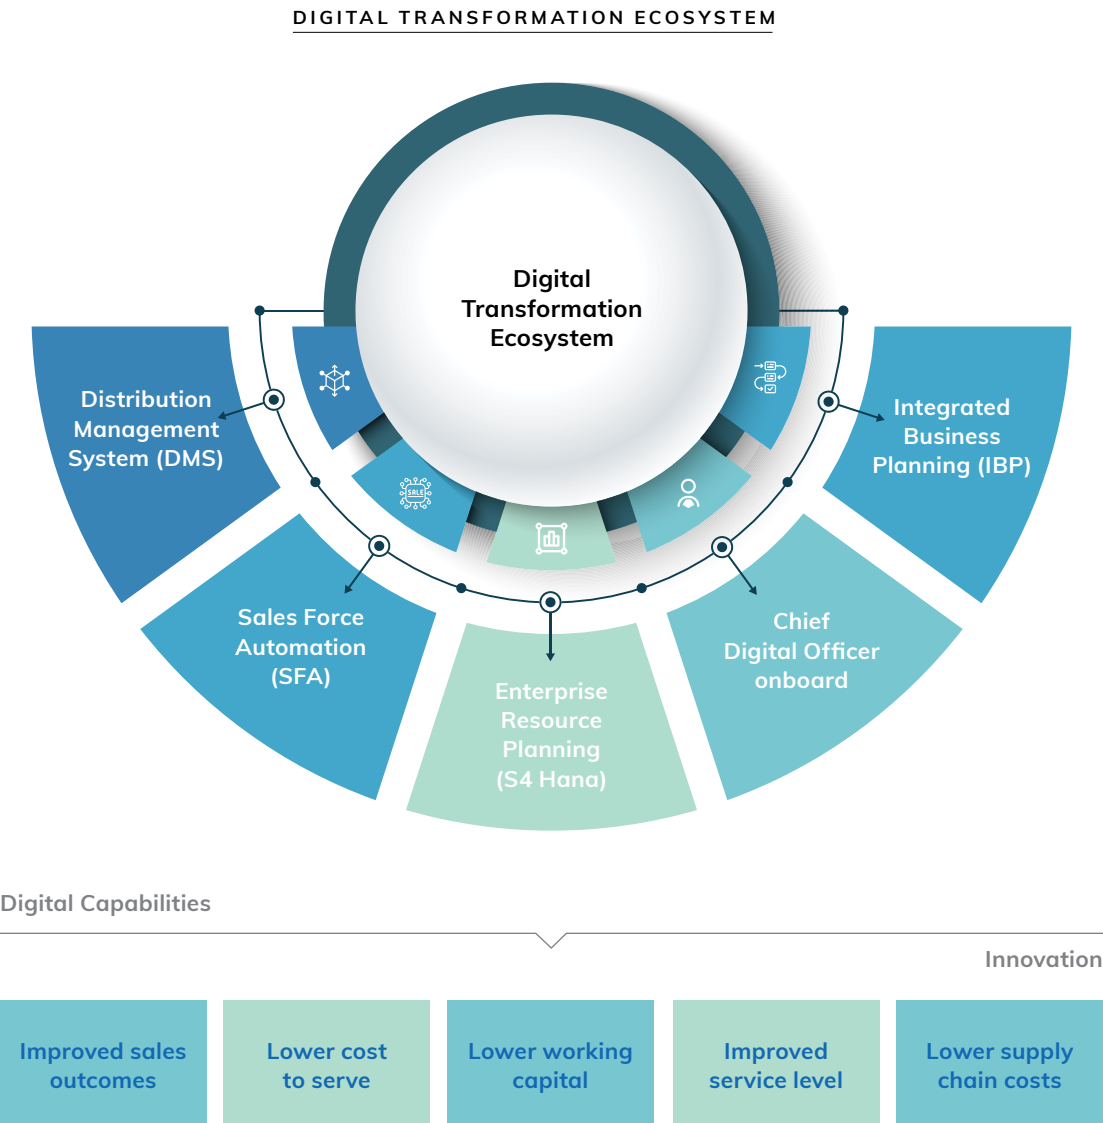 DIGITAL TRANSFORMATION ECOSYSTEM
Digital
Transformation
Ecosystem
Distribution
Management
System (DMS)
Sales Force
Automation
(SFA)
Enterprise
Resource
Planning
(S4 Hana)
Chief
Digital Officer
onboard
Integrated
Business
Planning (IBP)
SALE
Digital Capabilities
Innovation
Improved sales
outcomes
Lower cost
to serve
Lower working
capital
Improved
service level
Lower supply
chain costs